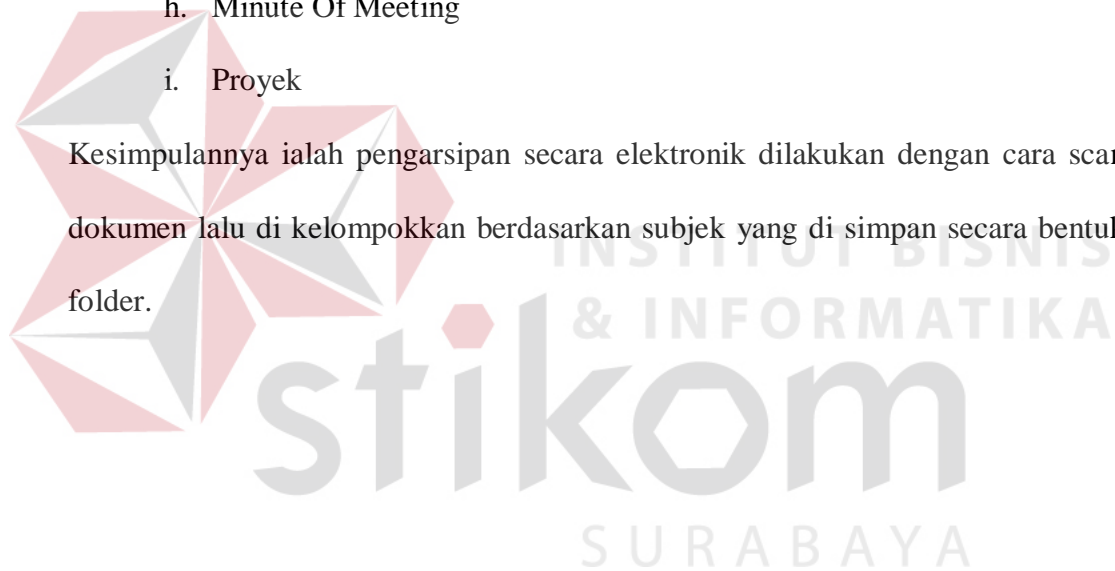 h. Minute Of Meeting
i. Proyek
Kesimpulannya ialah pengarsipan secara elektronik dilakukan dengan cara scan
dokumen lalu di kelompokkan berdasarkan subjek yang di simpan secara bentuk
folder.
INSTITUT BISNIS
& INFORMATIKA
stikom
SURABAYA